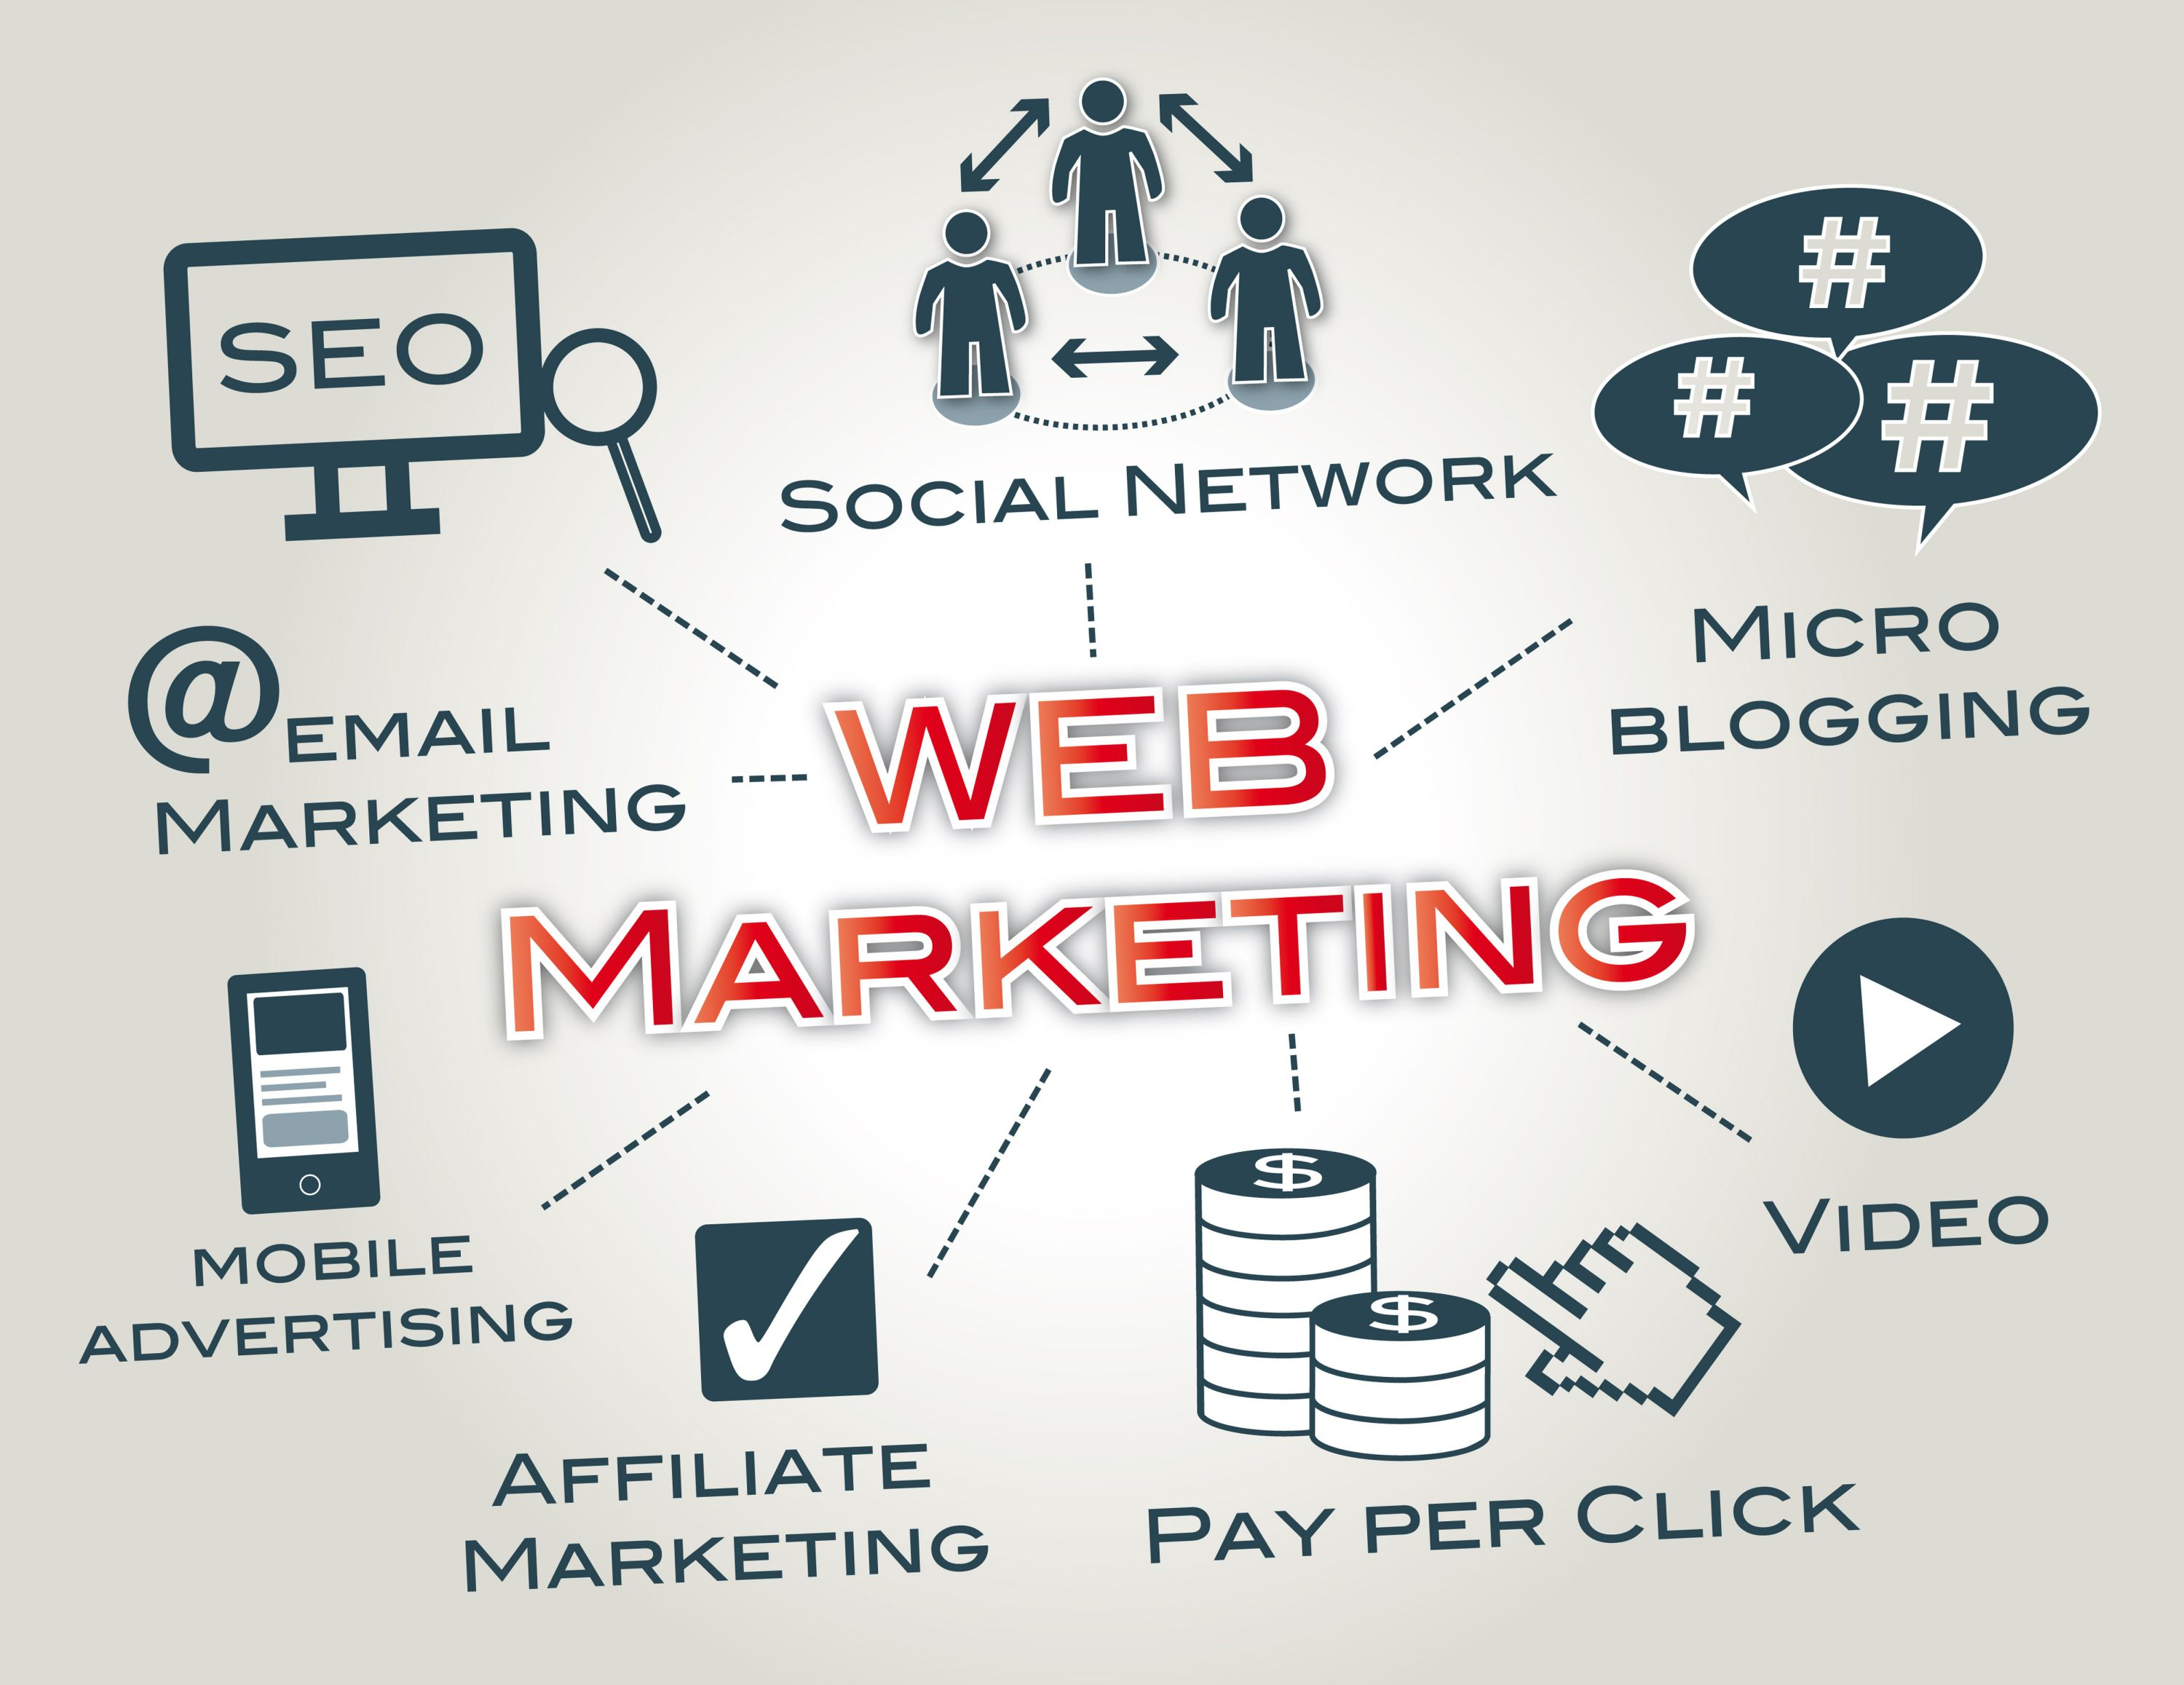 SEO
SOCIAL NETWORK
#
#
#
MICRO
BLOGGING
@EMAIL
MARKETING
WEB
MARKETING
MOBILE
ADVERTISING
AFFILIATE
MARKETING
$
$
PAY PER CLICK
VIDEO